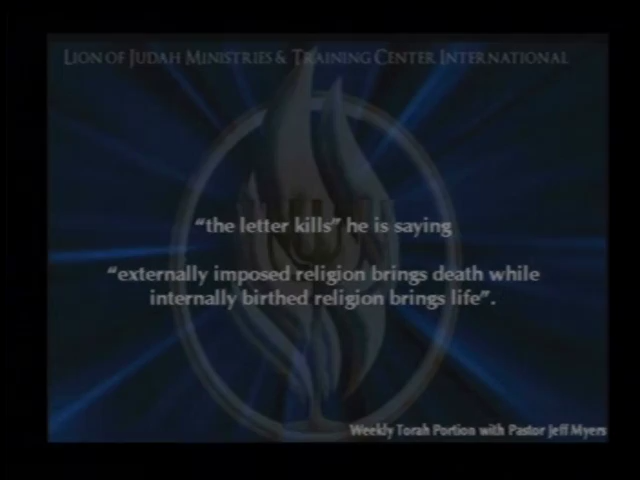 LION OF JUDAH MINISTRIES & TRAINING CENTER INTERNATIONAL
“the letter kills” he is saying
“externally imposed religion brings death while
internally birthed religion brings life”.
Weekly Torah Portion with Pastor Jeff Myers